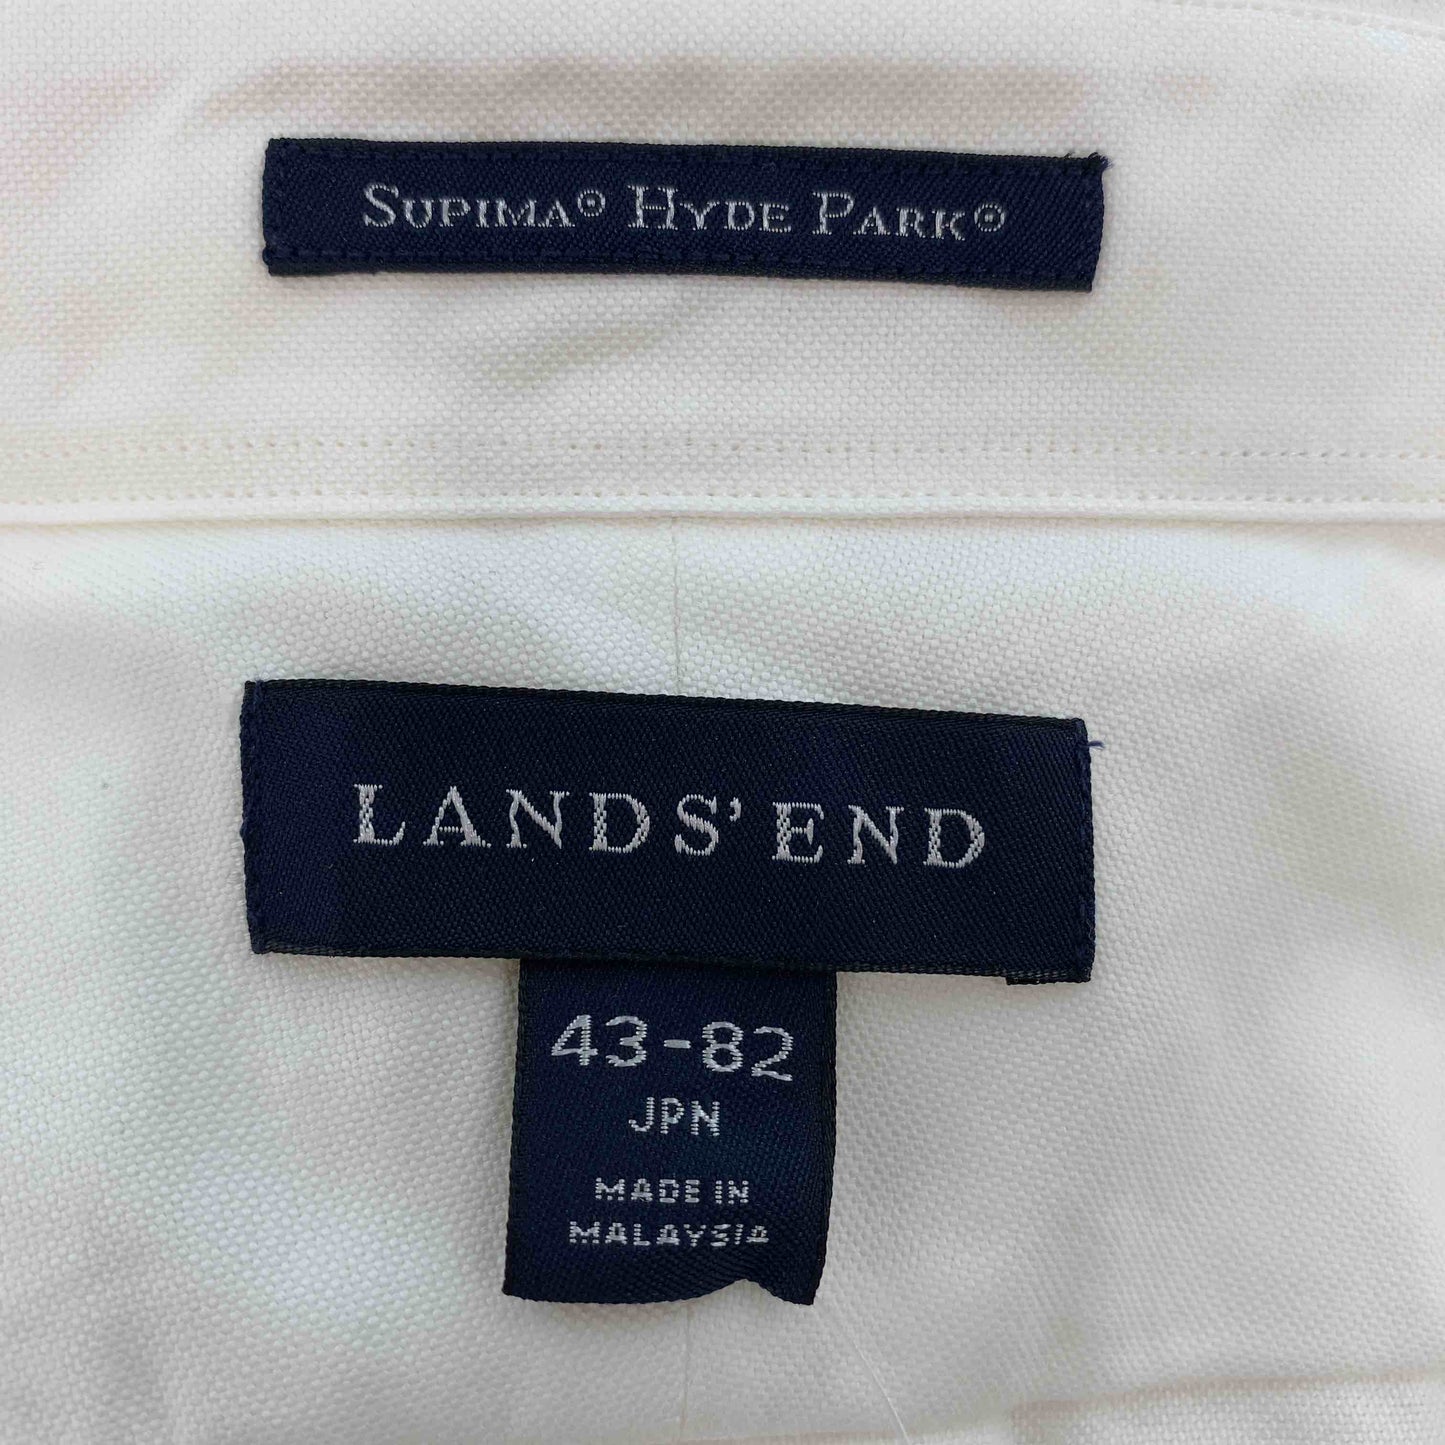 SUPIMA® HYDE PARK®
LANDS' END
43-82
JPN
MADE IN
MALAYSIA